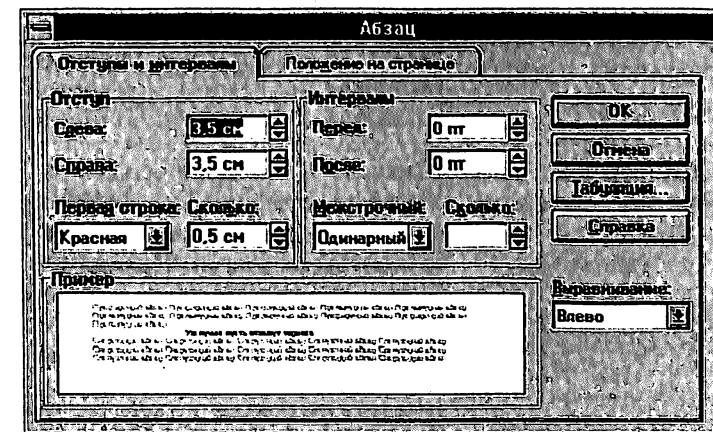 Абзац
Отступы и интервалы
Положение на странице
Отступ
Слева: 3,5 см
Справа: 3,5 см
Первая строка: Сколько:
Красная 0,5 см
Интервалы
Перед: 0 пт
После: 0 пт
Межстрочный: Сколько:
Одинарный
OK
Отмена
Табуляция...
Справка
Пример
Выравнивание:
Влево